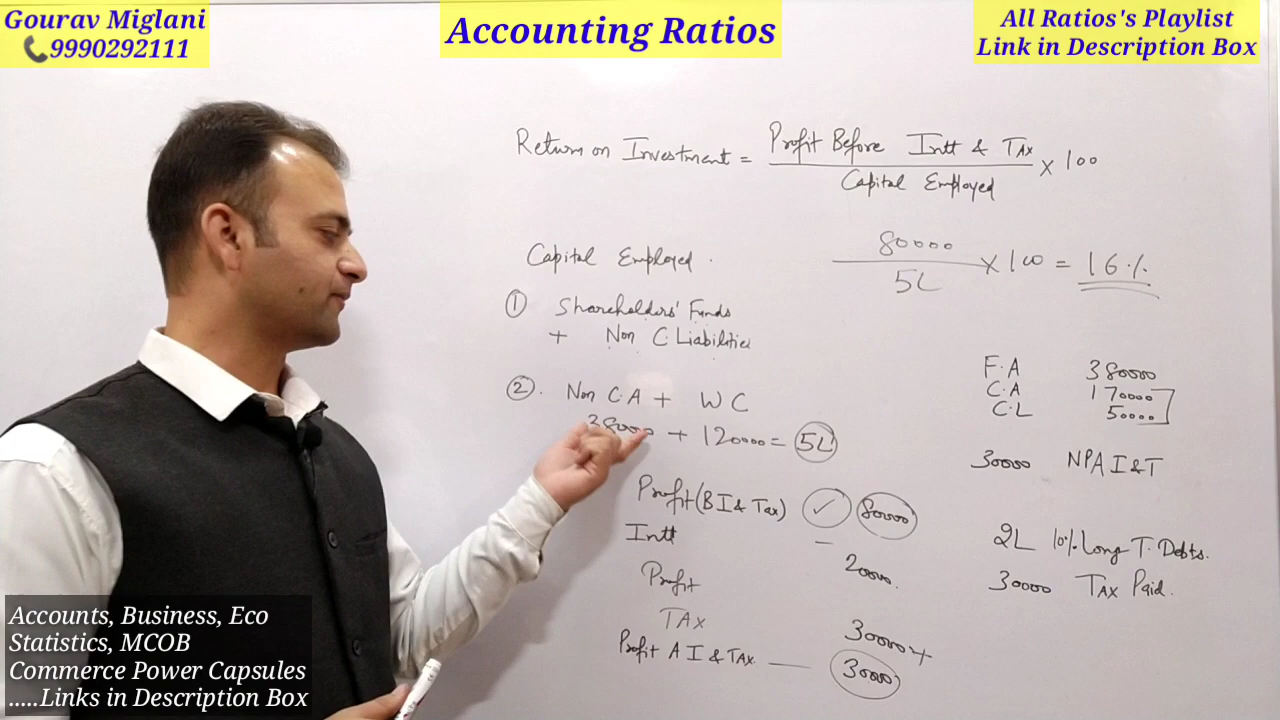 Gourav Miglani
9990292111
Accounting Ratios
All Ratios's Playlist
Link in Description Box
Return on Investment = Profit Before Intt & Tax / Capital Employed × 100
Capital Employed.
80000 / 5L × 100 = 16%
① Shareholders' Funds
+ Non C. Liabilities
② . Non C.A + W C
38000 + 120000 = 5L
F.A 380000
C.A 170000
C.L 50000
30000 NPA I & T
Profit (B I & Tax) ✓ 80000
Intt — 20000.
Profit
TAX 30000 +
Profit A I & TAX — 30000
2L 10% Long T. Debts.
30000 TAX Paid.
Accounts, Business, Eco
Statistics, MCOB
Commerce Power Capsules
.....Links in Description Box